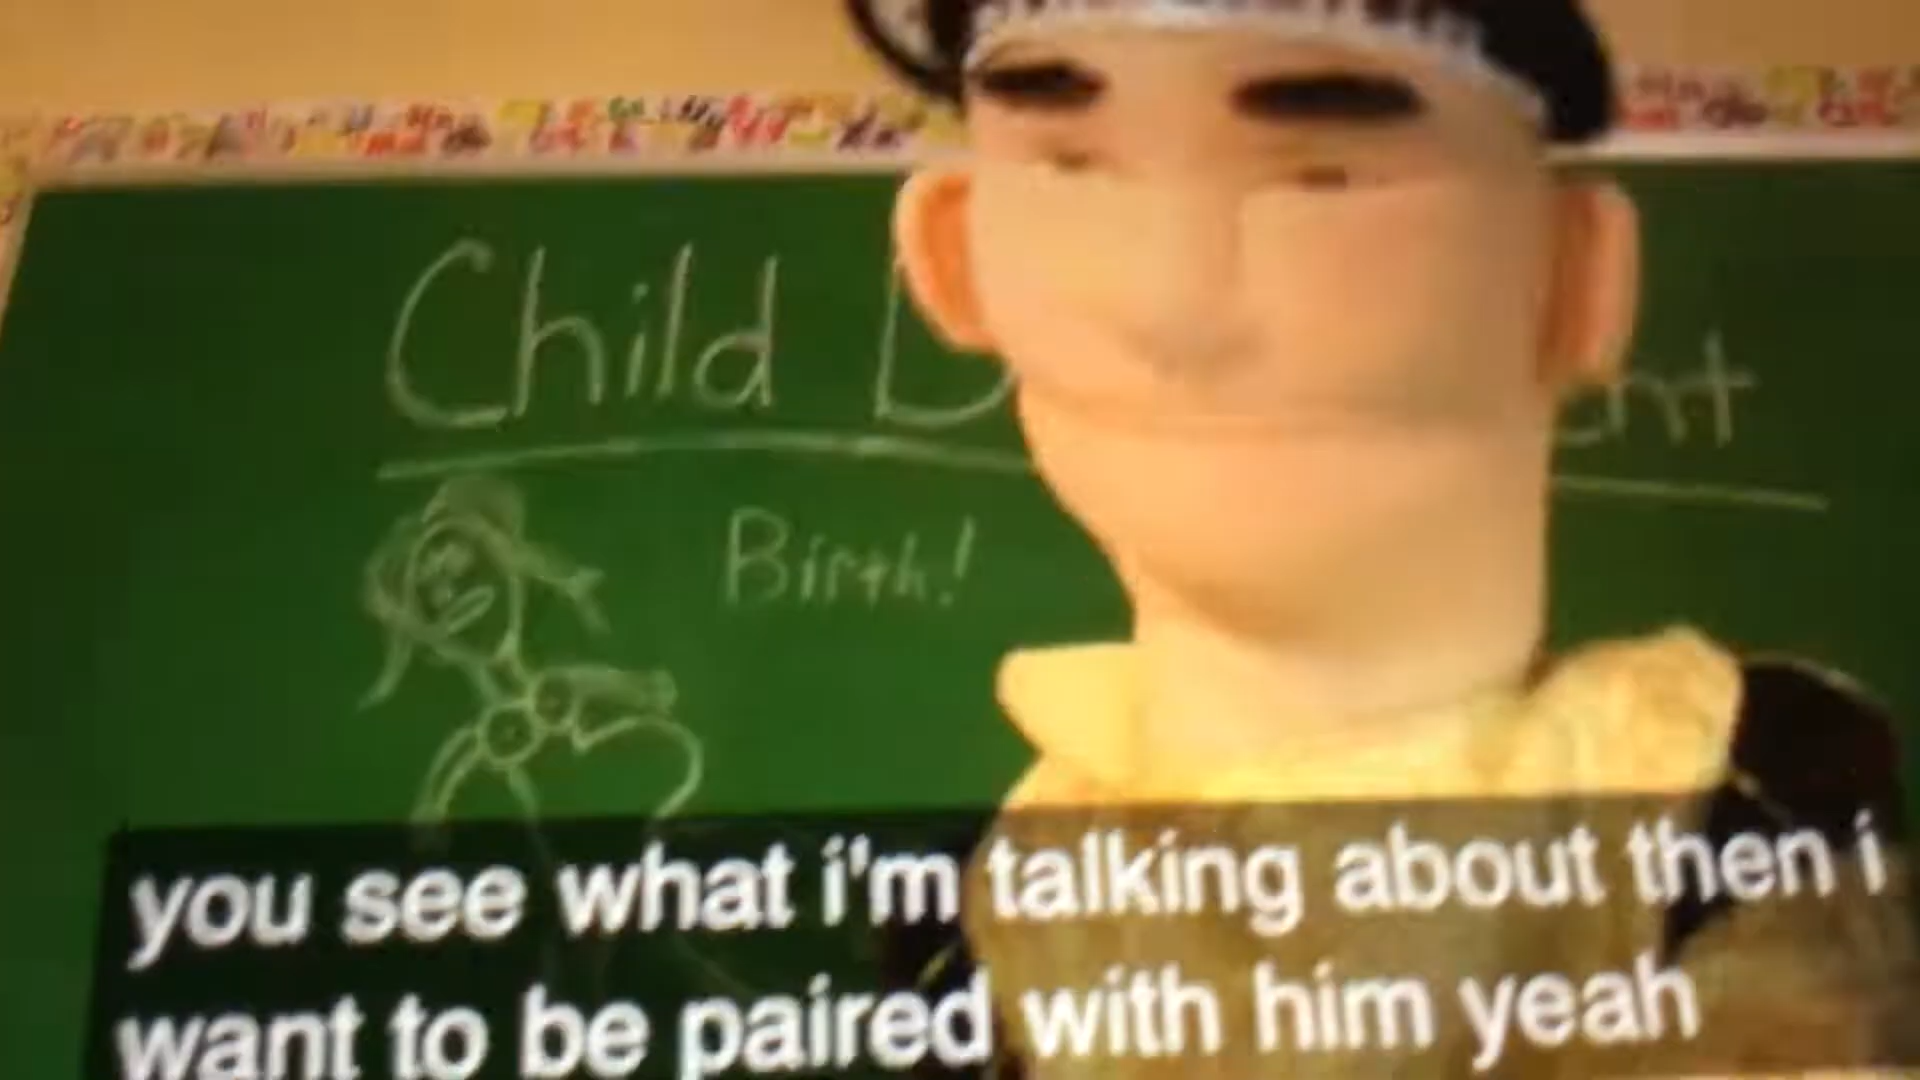 Child
Birth!
you see what i'm talking about then i
want to be paired with him yeah